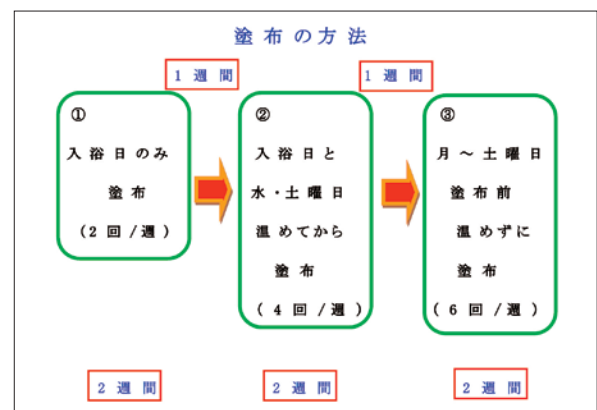 塗布の方法
1週間
1週間
①
入浴日のみ
塗布
(2回/週)
②
入浴日と
水・土曜日
温めてから
塗布
(4回/週)
③
月～土曜日
塗布前
温めずに
塗布
(6回/週)
2週間
2週間
2週間